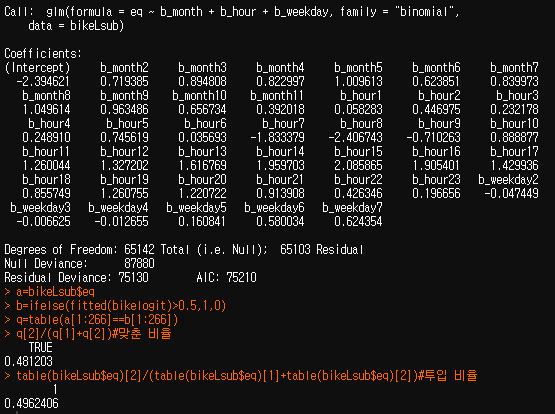 Call:  glm(formula = eq ~ b_month + b_hour + b_weekday, family = "binomial",
    data = bikeLsub)
Coefficients:
(Intercept)     b_month2     b_month3     b_month4     b_month5     b_month6     b_month7
  -2.394621     0.719385     0.894808     0.822997     1.009613     0.623851     0.839973
   b_month8     b_month9    b_month10    b_month11      b_hour1      b_hour2      b_hour3
   1.049614     0.963486     0.656734     0.392018     0.058283     0.446975     0.232178
    b_hour4      b_hour5      b_hour6      b_hour7      b_hour8      b_hour9     b_hour10
   0.248910     0.745619     0.035693    -1.833379    -2.406743    -0.710263     0.888877
   b_hour11     b_hour12     b_hour13     b_hour14     b_hour15     b_hour16     b_hour17
   1.260044     1.327202     1.616769     1.959703     2.085865     1.905401     1.429936
   b_hour18     b_hour19     b_hour20     b_hour21     b_hour22     b_hour23   b_weekday2
   0.855749     1.260755     1.220722     0.913908     0.426346     0.196656    -0.047449
 b_weekday3   b_weekday4   b_weekday5   b_weekday6   b_weekday7
  -0.006625    -0.012655     0.160841     0.580034     0.624354
Degrees of Freedom: 65142 Total (i.e. Null);  65103 Residual
Null Deviance:      87880
Residual Deviance: 75130        AIC: 75210
> a=bikeLsub$eq
> b=ifelse(fitted(bikelogit)>0.5,1,0)
> q=table(a[1:266]==b[1:266])
> q[2]/(q[1]+q[2])#맞춘 비율
    TRUE
0.481203
> table(bikeLsub$eq)[2]/(table(bikeLsub$eq)[1]+table(bikeLsub$eq)[2])#투입 비율
        1
0.4962406